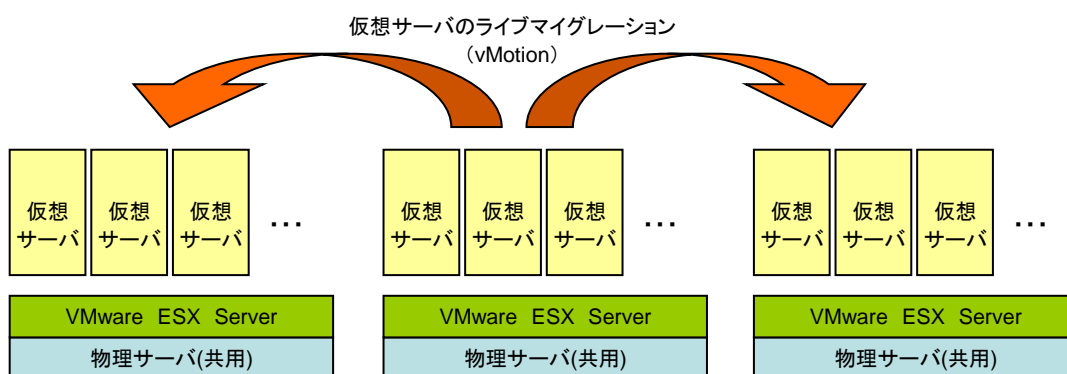 仮想サーバのライブマイグレーション
（vMotion）
仮想
サーバ
仮想
サーバ
仮想
サーバ
...
仮想
サーバ
仮想
サーバ
仮想
サーバ
...
仮想
サーバ
仮想
サーバ
仮想
サーバ
...
VMware ESX Server
VMware ESX Server
VMware ESX Server
物理サーバ(共用)
物理サーバ(共用)
物理サーバ(共用)